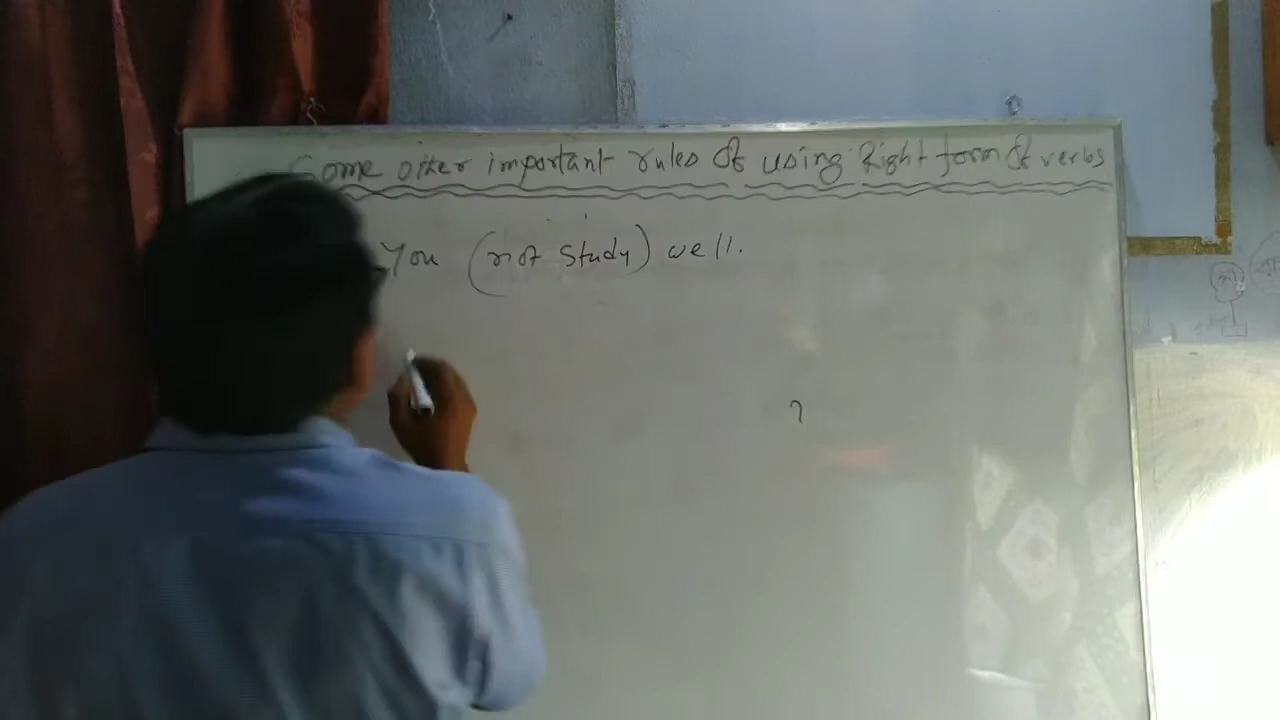 Some other important rules of using Right form of verbs
You (not study) well.
?